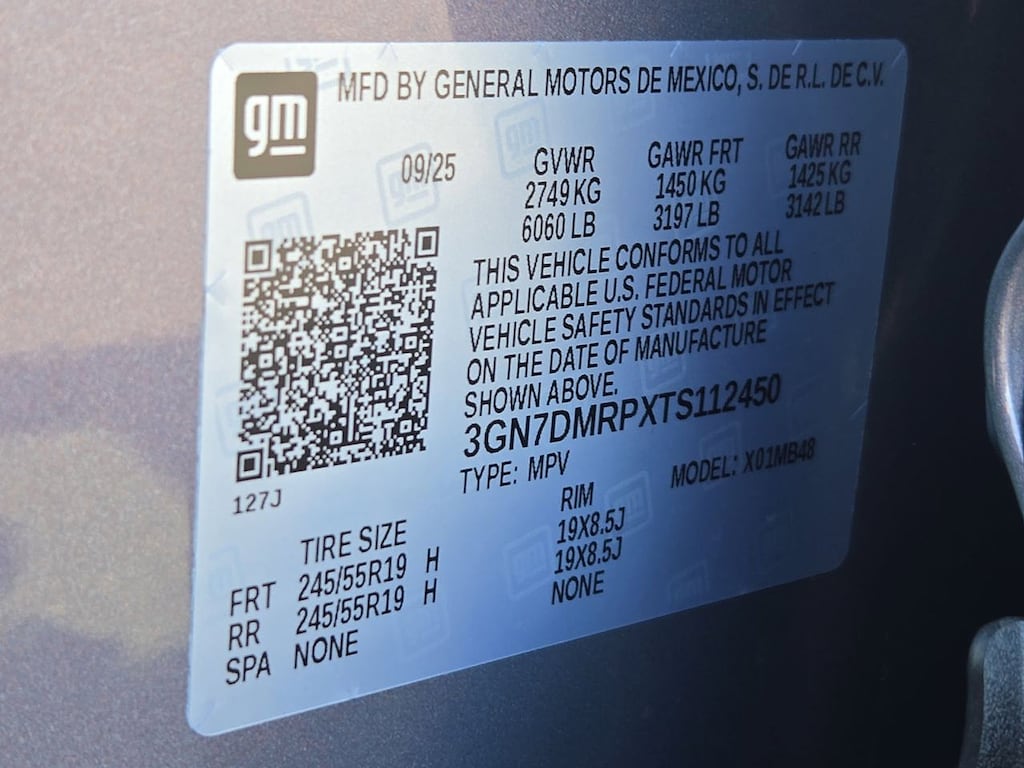 gm
MFD BY GENERAL MOTORS DE MEXICO, S. DE R.L. DE C.V.
09/25
GVWR GAWR FRT GAWR RR
2749 KG 1450 KG 1425 KG
6060 LB 3197 LB 3142 LB
THIS VEHICLE CONFORMS TO ALL
APPLICABLE U.S. FEDERAL MOTOR
VEHICLE SAFETY STANDARDS IN EFFECT
ON THE DATE OF MANUFACTURE
SHOWN ABOVE.
3GN7DMRPXTS112450
TYPE: MPV MODEL: X01MB48
127J
TIRE SIZE RIM
FRT 245/55R19 H 19X8.5J
RR 245/55R19 H 19X8.5J
SPA NONE NONE